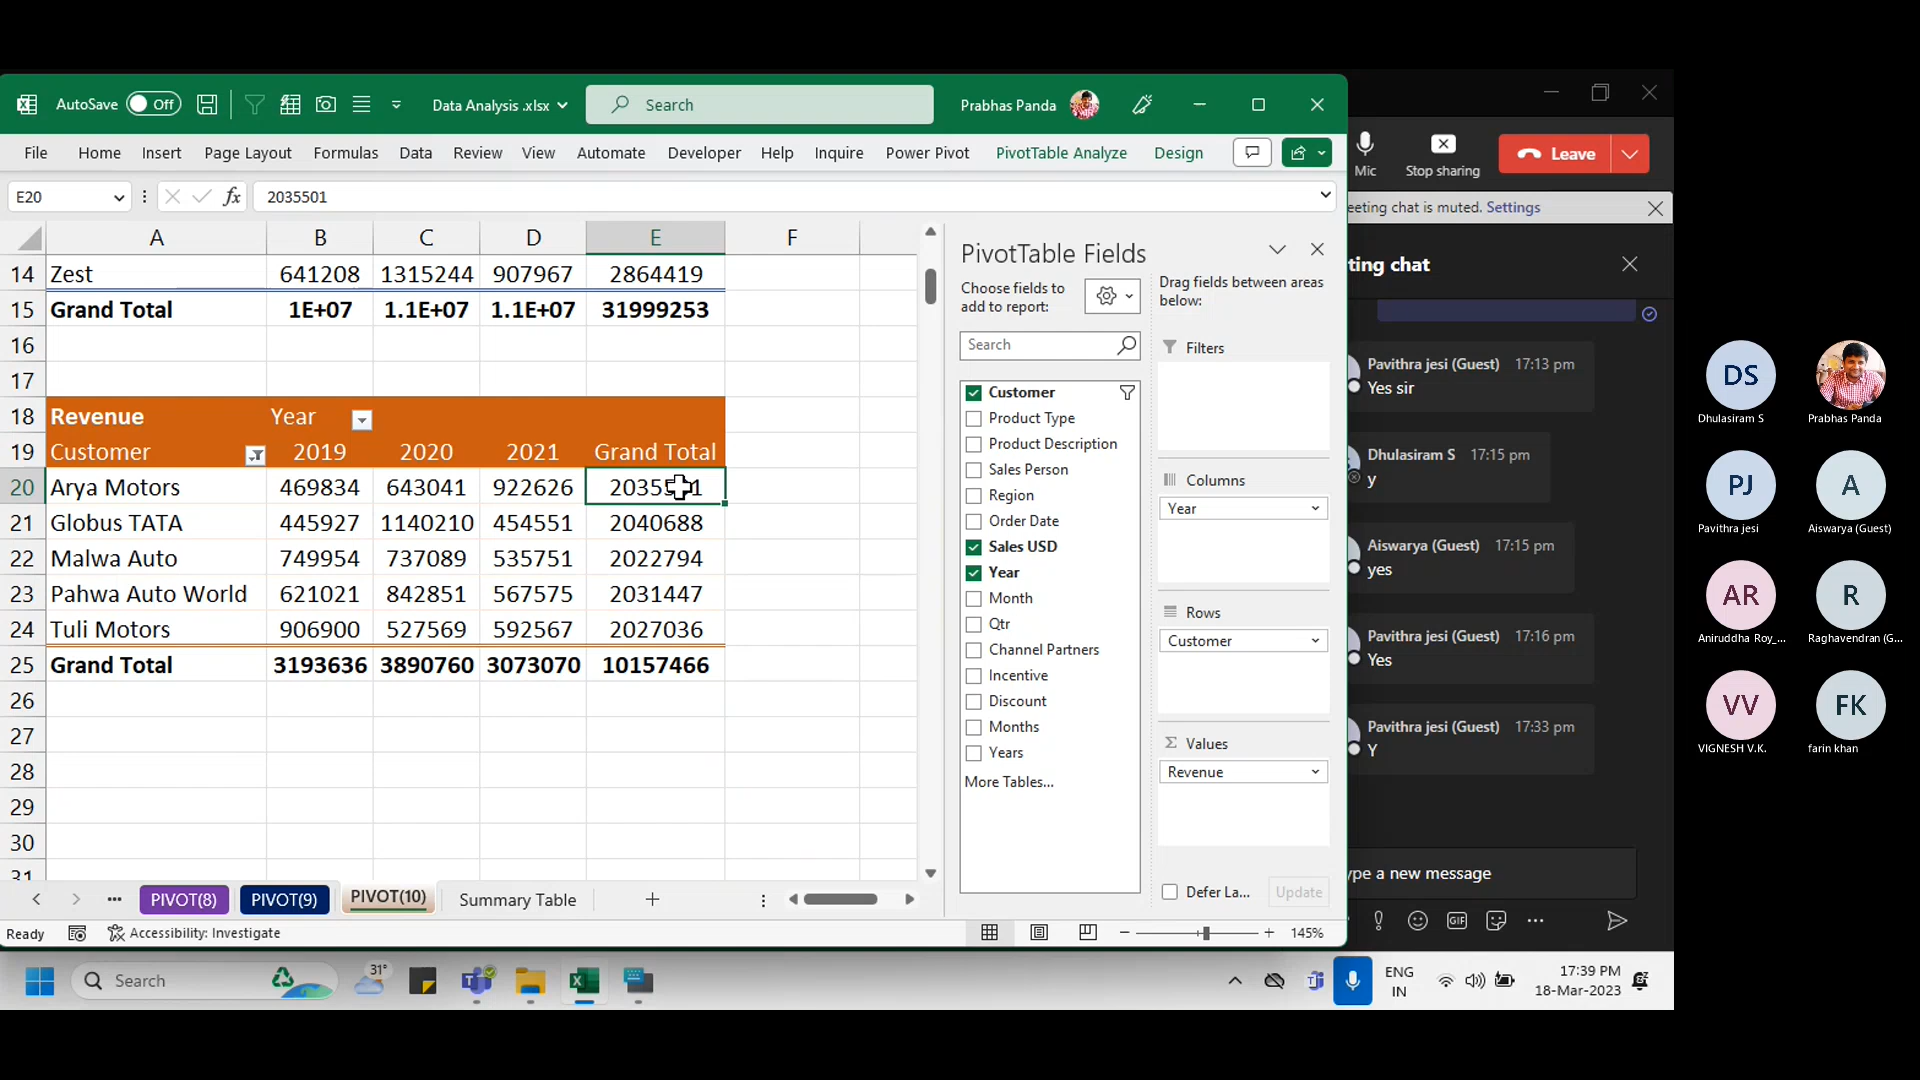 AutoSave Off Data Analysis .xlsx Search Prabhas Panda
File Home Insert Page Layout Formulas Data Review View Automate Developer Help Inquire Power Pivot PivotTable Analyze Design
E20 fx 2035501
A B C D E F
14 Zest 641208 1315244 907967 2864419
15 Grand Total 1E+07 1.1E+07 1.1E+07 31999253
16
17
18 Revenue Year
19 Customer 2019 2020 2021 Grand Total
20 Arya Motors 469834 643041 922626
21 Globus TATA 445927 1140210 454551 2040688
22 Malwa Auto 749954 737089 535751 2022794
23 Pahwa Auto World 621021 842851 567575 2031447
24 Tuli Motors 906900 527569 592567 2027036
25 Grand Total 3193636 3890760 3073070 10157466
26
27
28
29
30
31
PIVOT(8) PIVOT(9) PIVOT(10) Summary Table
Ready Accessibility: Investigate 145%
PivotTable Fields
Choose fields to
add to report:
Search
Customer
Product Type
Product Description
Sales Person
Region
Order Date
Sales USD
Year
Month
Qtr
Channel Partners
Incentive
Discount
Months
Years
More Tables...
Drag fields between areas
below:
Filters
Columns
Year
Rows
Customer
Σ Values
Revenue
Defer La... Update
Mic Stop sharing Leave
eeting chat is muted. Settings
ting chat
Pavithra jesi (Guest) 17:13 pm
Yes sir
Dhulasiram S 17:15 pm
y
Aiswarya (Guest) 17:15 pm
yes
Pavithra jesi (Guest) 17:16 pm
Yes
Pavithra jesi (Guest) 17:33 pm
Y
ype a new message
GIF
DS
Dhulasiram S Prabhas Panda
PJ A
Pavithra jesi Aiswarya (Guest)
AR R
Aniruddha Roy_... Raghavendran (G...
VV FK
VIGNESH V.K. farin khan
Search 31° ENG
IN
17:39 PM
18-Mar-2023